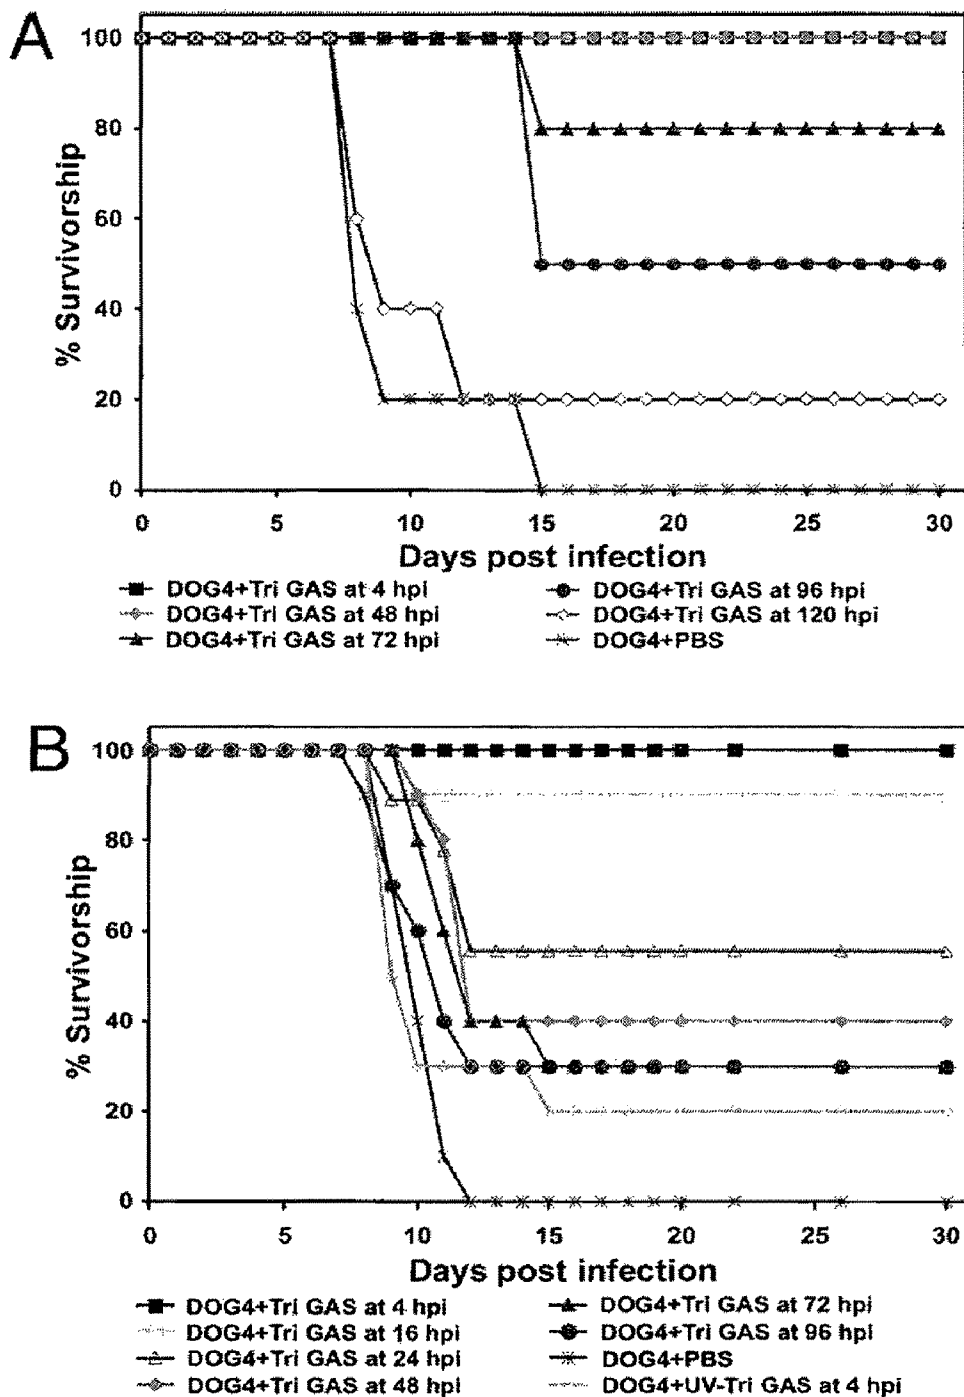 A
100
80
60
40
20
0
% Survivorship
0 5 10 15 20 25 30
Days post infection
DOG4+Tri GAS at 4 hpi DOG4+Tri GAS at 96 hpi
DOG4+Tri GAS at 48 hpi DOG4+Tri GAS at 120 hpi
DOG4+Tri GAS at 72 hpi DOG4+PBS
B
100
80
60
40
20
0
% Survivorship
0 5 10 15 20 25 30
Days post infection
DOG4+Tri GAS at 4 hpi DOG4+Tri GAS at 72 hpi
DOG4+Tri GAS at 16 hpi DOG4+Tri GAS at 96 hpi
DOG4+Tri GAS at 24 hpi DOG4+PBS
DOG4+Tri GAS at 48 hpi DOG4+UV-Tri GAS at 4 hpi